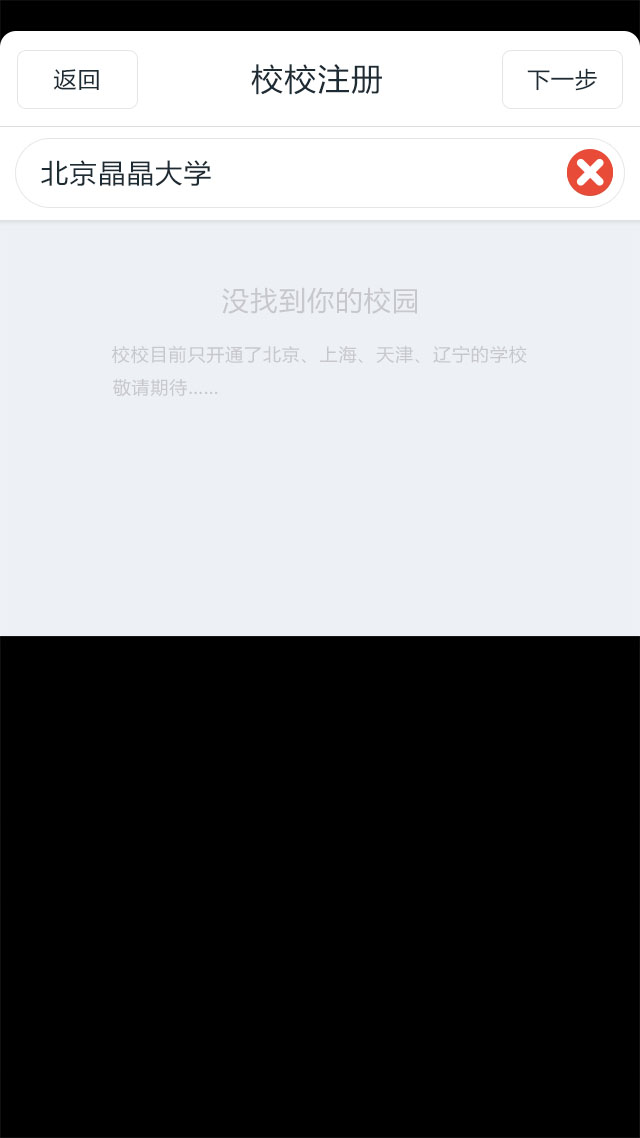 返回
校校注册
下一步
北京晶晶大学
没找到你的校园
校校目前只开通了北京、上海、天津、辽宁的学校
敬请期待......